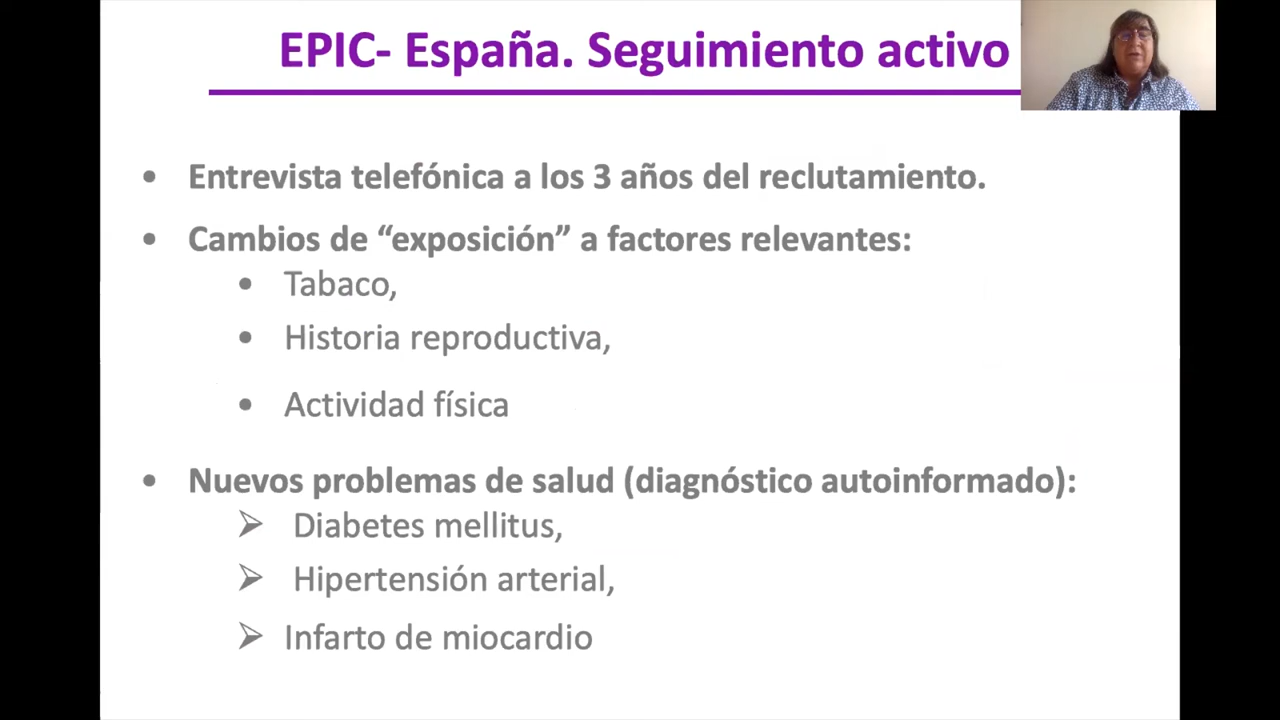 EPIC- España. Seguimiento activo
• Entrevista telefónica a los 3 años del reclutamiento.
• Cambios de “exposición” a factores relevantes:
• Tabaco,
• Historia reproductiva,
• Actividad física
• Nuevos problemas de salud (diagnóstico autoinformado):
➢ Diabetes mellitus,
➢ Hipertensión arterial,
➢ Infarto de miocardio